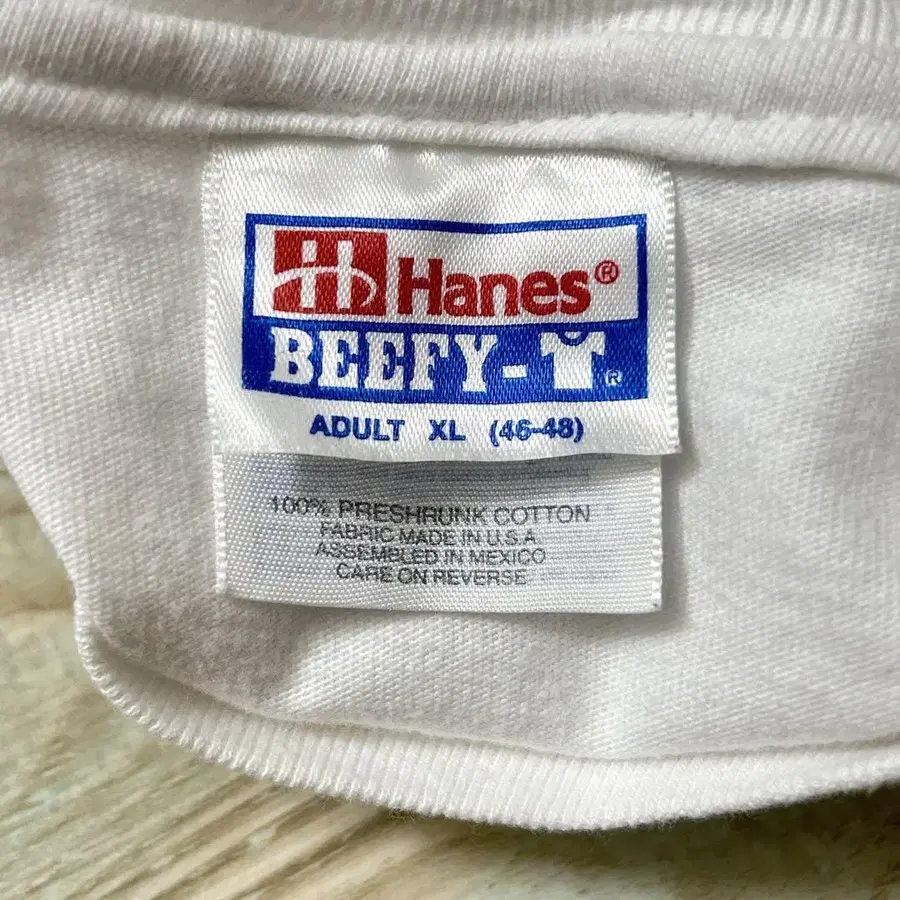 Hanes®
BEEFY-T®
ADULT XL (46-48)
100% PRESHRUNK COTTON
FABRIC MADE IN U.S.A
ASSEMBLED IN MEXICO
CARE ON REVERSE